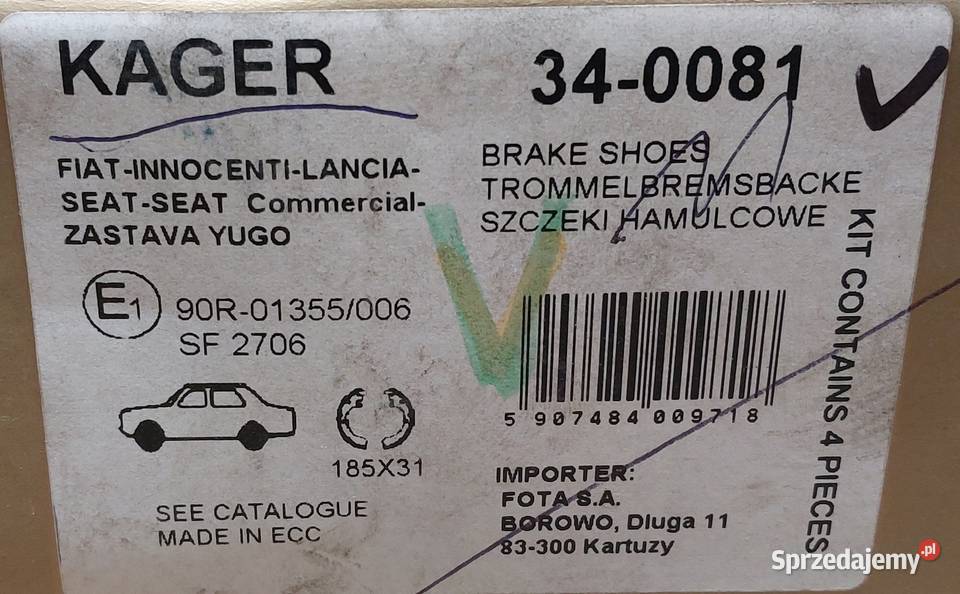 KAGER
34-0081
FIAT-INNOCENTI-LANCIA-
SEAT-SEAT Commercial-
ZASTAVA YUGO
BRAKE SHOES
TROMMELBREMSBACKE
SZCZEKI HAMULCOWE
E1
90R-01355/006
SF 2706
185X31
SEE CATALOGUE
MADE IN ECC
5 907484 009718
IMPORTER:
FOTA S.A.
BOROWO, Dluga 11
83-300 Kartuzy
KIT CONTAINS 4 PIECES
Sprzedajemy.pl